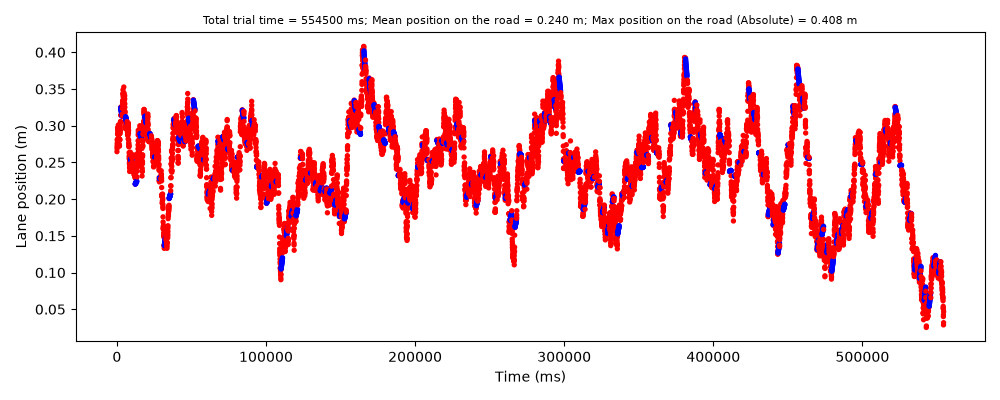 Total trial time = 554500 ms; Mean position on the road = 0.240 m; Max position on the road (Absolute) = 0.408 m
0.40
0.35
0.30
0.25
0.20
0.15
0.10
0.05
Lane position (m)
0 100000 200000 300000 400000 500000
Time (ms)